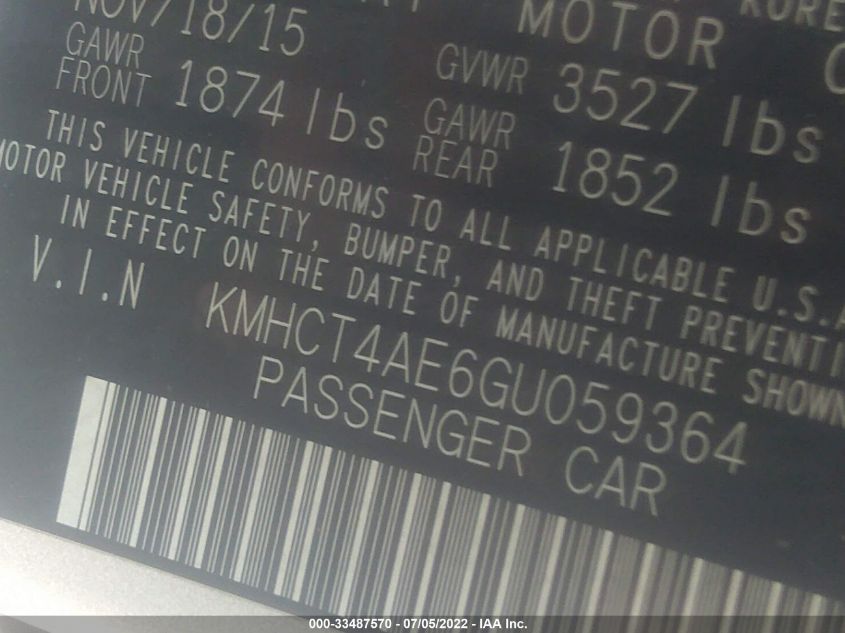 NOV/18/15 MOTOR
GAWR FRONT 1874 lbs GVWR 3527 lbs
GAWR REAR 1852 lbs
THIS VEHICLE CONFORMS TO ALL APPLICABLE U.S.
MOTOR VEHICLE SAFETY, BUMPER, AND THEFT PREVENTI
IN EFFECT ON THE DATE OF MANUFACTURE SHOWN
V.I.N KMHCT4AE6GU059364
PASSENGER CAR
000-33487570 - 07/05/2022 - IAA Inc.